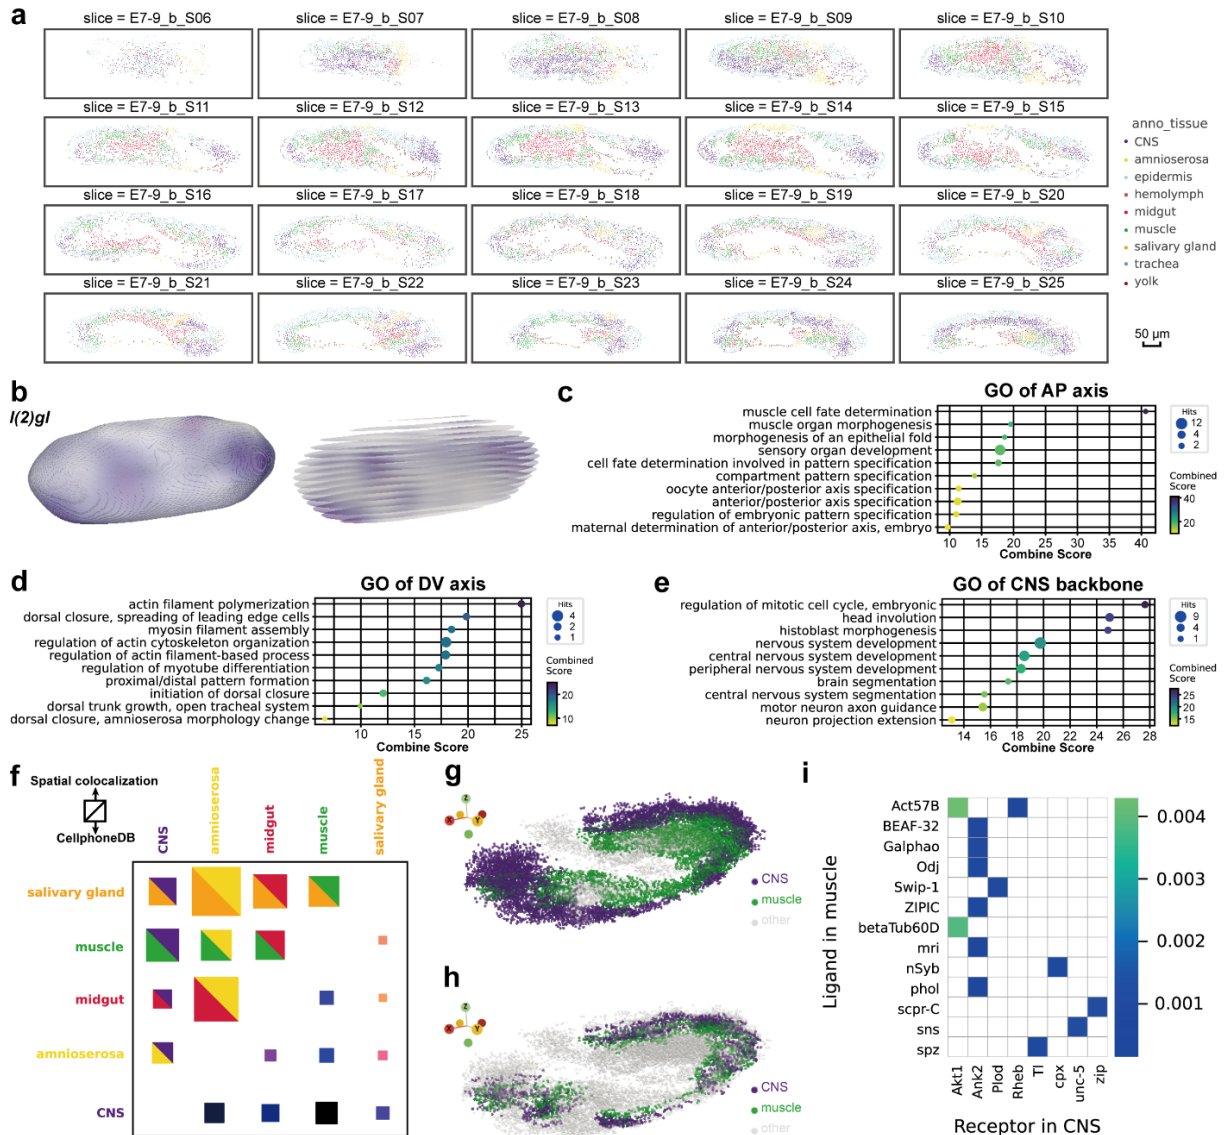 a
slice = E7-9_b_S06
slice = E7-9_b_S07
slice = E7-9_b_S08
slice = E7-9_b_S09
slice = E7-9_b_S10
slice = E7-9_b_S11
slice = E7-9_b_S12
slice = E7-9_b_S13
slice = E7-9_b_S14
slice = E7-9_b_S15
slice = E7-9_b_S16
slice = E7-9_b_S17
slice = E7-9_b_S18
slice = E7-9_b_S19
slice = E7-9_b_S20
slice = E7-9_b_S21
slice = E7-9_b_S22
slice = E7-9_b_S23
slice = E7-9_b_S24
slice = E7-9_b_S25
anno_tissue
CNS
amnioserosa
epidermis
hemolymph
midgut
muscle
salivary gland
trachea
yolk
50 µm
b
l(2)gl
c
GO of AP axis
muscle cell fate determination
muscle organ morphogenesis
morphogenesis of an epithelial fold
sensory organ development
cell fate determination involved in pattern specification
compartment pattern specification
oocyte anterior/posterior axis specification
anterior/posterior axis specification
regulation of embryonic pattern specification
maternal determination of anterior/posterior axis, embryo
10 15 20 25 30 35 40
Combine Score
Hits
12
4
2
Combined
Score
40
20
d
GO of DV axis
actin filament polymerization
dorsal closure, spreading of leading edge cells
myosin filament assembly
regulation of actin cytoskeleton organization
regulation of actin filament-based process
regulation of myotube differentiation
proximal/distal pattern formation
initiation of dorsal closure
dorsal trunk growth, open tracheal system
dorsal closure, amnioserosa morphology change
10 15 20 25
Combine Score
Hits
4
2
1
Combined
Score
20
10
e
GO of CNS backbone
regulation of mitotic cell cycle, embryonic
head involution
histoblast morphogenesis
nervous system development
central nervous system development
peripheral nervous system development
brain segmentation
central nervous system segmentation
motor neuron axon guidance
neuron projection extension
14 16 18 20 22 24 26 28
Combine Score
Hits
9
4
1
Combined
Score
25
20
15
f
Spatial colocalization
CellphoneDB
CNS
amnioserosa
midgut
muscle
salivary gland
salivary gland
muscle
midgut
amnioserosa
CNS
g
Z
X
Y
CNS
muscle
other
h
Z
X
Y
CNS
muscle
other
i
Ligand in muscle
Act57B
BEAF-32
Galphao
Odj
Swip-1
ZIPIC
betaTub60D
mri
nSyb
phol
scpr-C
sns
spz
Akt1
Ank2
Plod
Rheb
Tl
cpx
unc-5
zip
Receptor in CNS
0.004
0.003
0.002
0.001